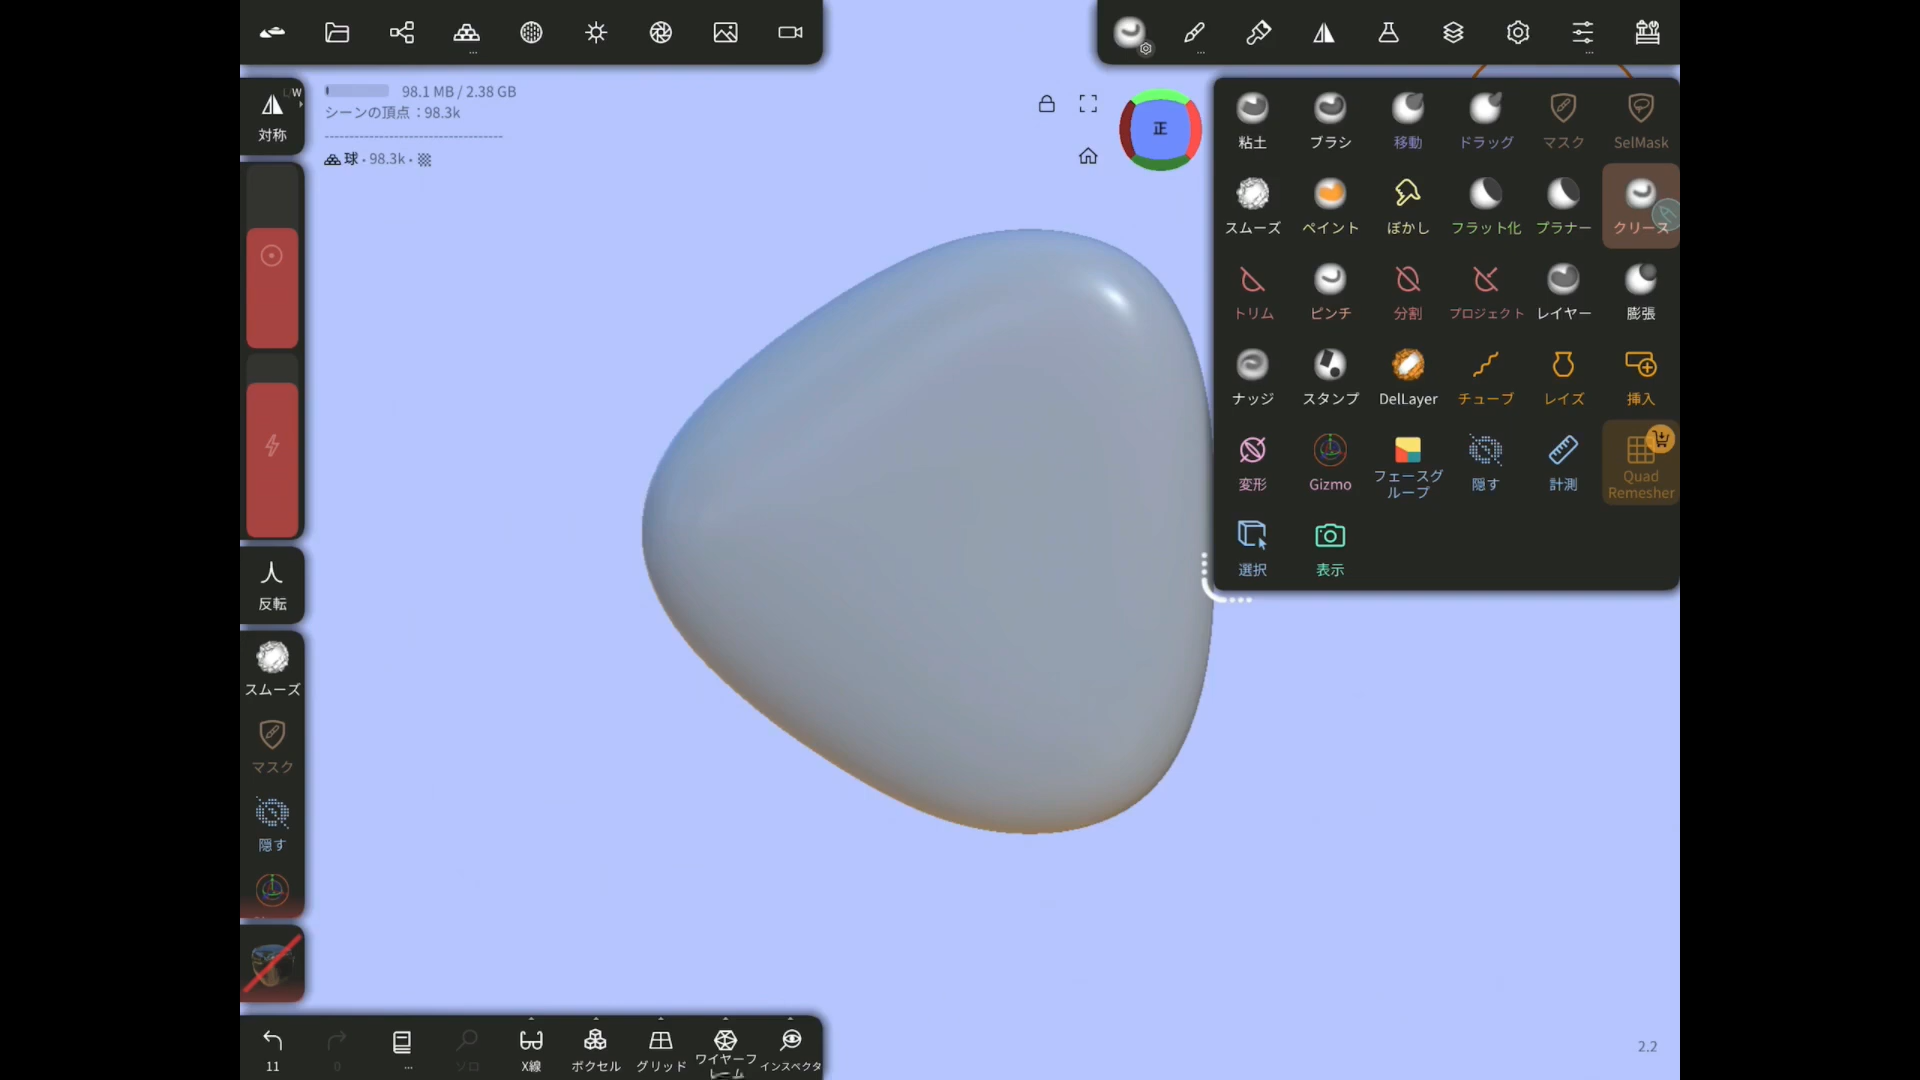 98.1 MB / 2.38 GB
シーンの頂点：98.3k
球・98.3k・
L/W
対称
反転
スムーズ
マスク
隠す
正
粘土 ブラシ 移動 ドラッグ マスク SelMask
スムーズ ペイント ぼかし フラット化 プラナー クリース
トリム ピンチ 分割 プロジェクト レイヤー 膨張
ナッジ スタンプ DelLayer チューブ レイズ 挿入
変形 Gizmo フェースグ
ループ 隠す 計測 Quad
Remesher
選択 表示
11 0 ... ソロ X線 ボクセル グリッド ワイヤーフ
レーム インスペクタ
2.2